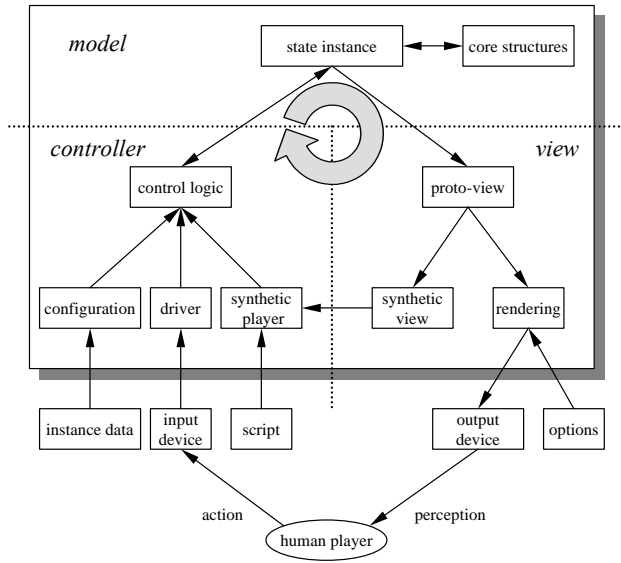 model
state instance
core structures
controller
view
control logic
proto-view
configuration
driver
synthetic
player
synthetic
view
rendering
instance data
input
device
script
output
device
options
action
perception
human player